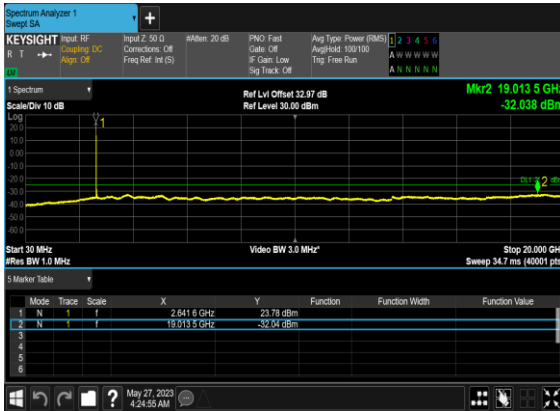 Spectrum Analyzer 1
Swept SA
KEYSIGHT Input: RF Input Z: 50 Ω #Atten: 20 dB PNO: Fast Avg Type: Power (RMS) 1 2 3 4 5 6
R T Coupling: DC Corrections: Off Gate: Off Avg|Hold: 100/100 A W W W W W
Align: Off Freq Ref: Int (S) IF Gain: Low Trig: Free Run
Sig Track: Off A N N N N N
1 Spectrum Ref Lvl Offset 32.97 dB Mkr2 19.013 5 GHz
Scale/Div 10 dB Ref Level 30.00 dBm -32.038 dBm
Log
20.0
10.0
0.00
-10.0
-20.0
-30.0
-40.0
-50.0
-60.0
1
2
Start 30 MHz Video BW 3.0 MHz* Stop 20.000 GHz
#Res BW 1.0 MHz Sweep 34.7 ms (40001 pts)
5 Marker Table
Mode Trace Scale X Y Function Function Width Function Value
1 N 1 f 2.641 6 GHz 23.78 dBm
2 N 1 f 19.013 5 GHz -32.04 dBm
3
4
5
6
May 27, 2023
4:24:55 AM